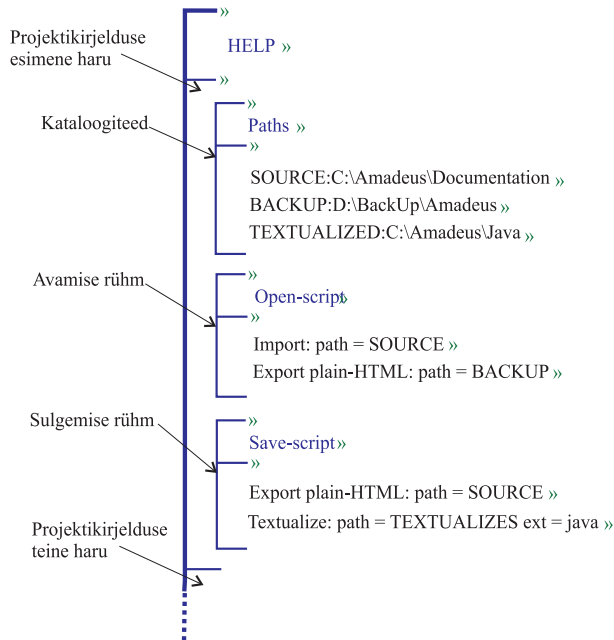 »
Projektikirjelduse
esimene haru
HELP »
»
»
Kataloogiteed
Paths »
»
SOURCE:C:\Amadeus\Documentation »
BACKUP:D:\BackUp\Amadeus »
TEXTUALIZED:C:\Amadeus\Java »
Avamise rühm
»
Open-script»
»
Import: path = SOURCE »
Export plain-HTML: path = BACKUP »
Sulgemise rühm
»
Save-script»
»
Export plain-HTML: path = SOURCE »
Textualize: path = TEXTUALIZES ext = java »
Projektikirjelduse
teine haru